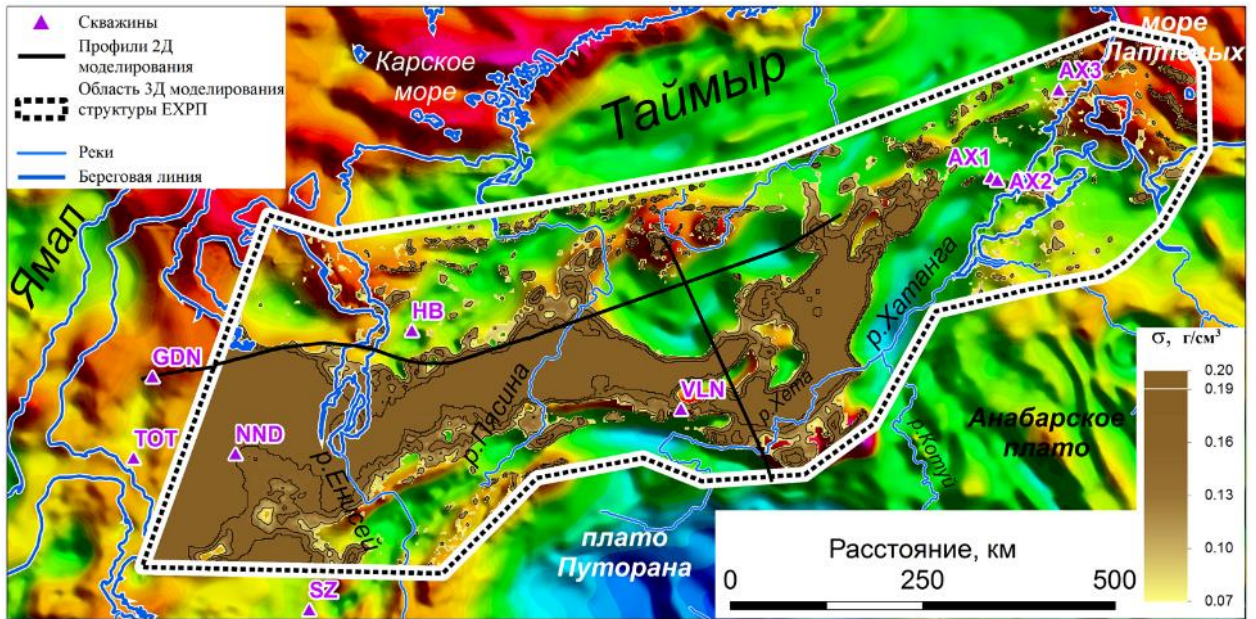 Скважины
Профили 2Д
моделирования
Область 3Д моделирования
структуры ЕХРП
Реки
Береговая линия
Карское
море
Таймыр
море
Лаптевых
AX3
AX1
AX2
Ямал
HB
GDN
р.Хатанга
VLN
р.Пясина
р.Хета
TOT
NND
р.Енисей
р.Котуй
Анабарское
плато
плато
Путорана
SZ
σ, г/см³
0.20
0.19
0.16
0.13
0.10
0.07
Расстояние, км
0 250 500